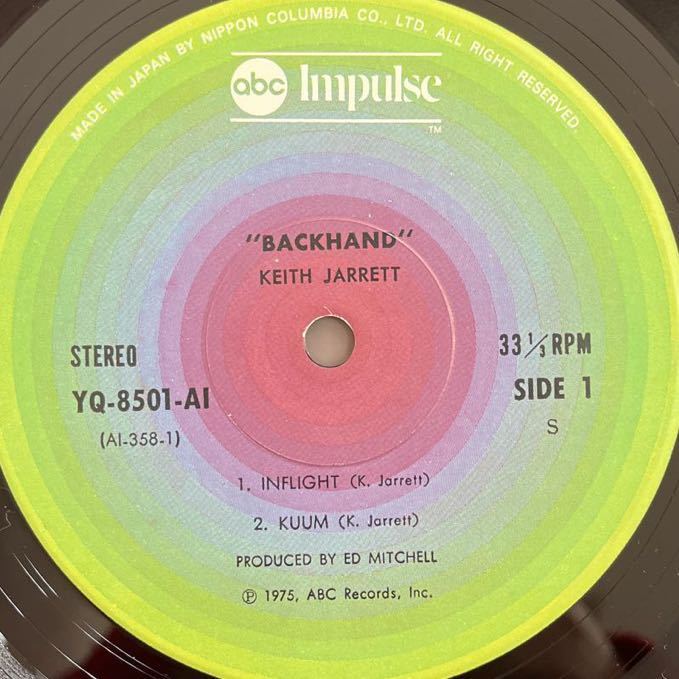 MADE IN JAPAN BY NIPPON COLUMBIA CO., LTD. ALL RIGHT RESERVED.
abc Impulse
TM
"BACKHAND"
KEITH JARRETT
STEREO
33 1/3 RPM
YQ-8501-AI
SIDE 1
(AI-358-1)
S
1. INFLIGHT (K. Jarrett)
2. KUUM (K. Jarrett)
PRODUCED BY ED MITCHELL
Ⓟ 1975, ABC Records, Inc.